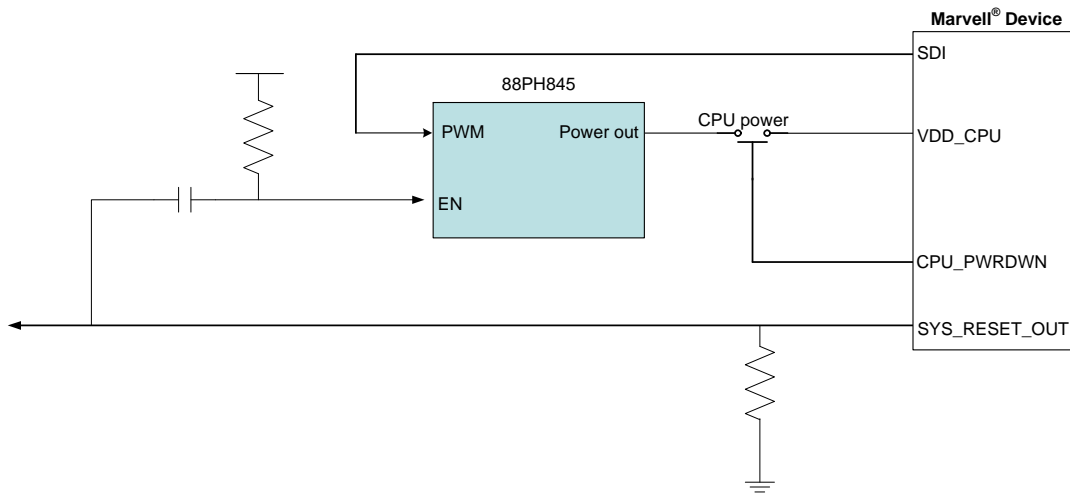 Marvell® Device
SDI
88PH845
PWM
Power out
CPU power
VDD_CPU
EN
CPU_PWRDWN
SYS_RESET_OUT